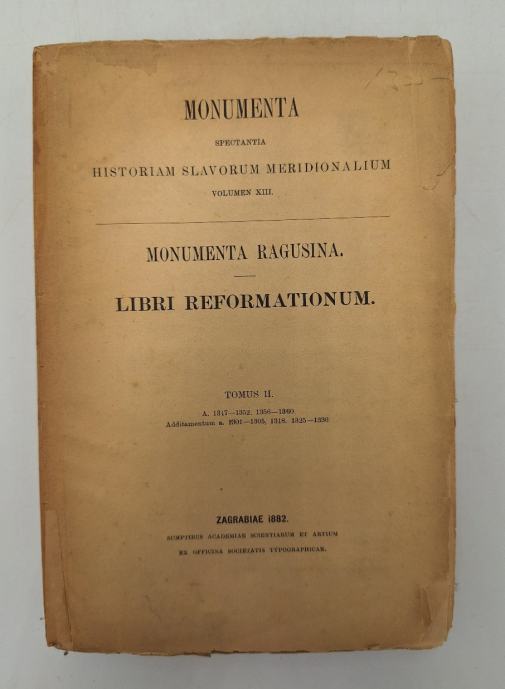 MONUMENTA
SPECTANTIA
HISTORIAM SLAVORUM MERIDIONALIUM
VOLUMEN XIII.
MONUMENTA RAGUSINA.
LIBRI REFORMATIONUM.
TOMUS II.
A. 1347—1352, 1356—1360.
Additamentum a. 1301—1305, 1318, 1325—1336
ZAGRABIAE 1882.
SUMPTIBUS ACADEMIAE SCIENTIARUM ET ARTIUM
EX OFFICINA SOCIETATIS TYPOGRAPHICAE.